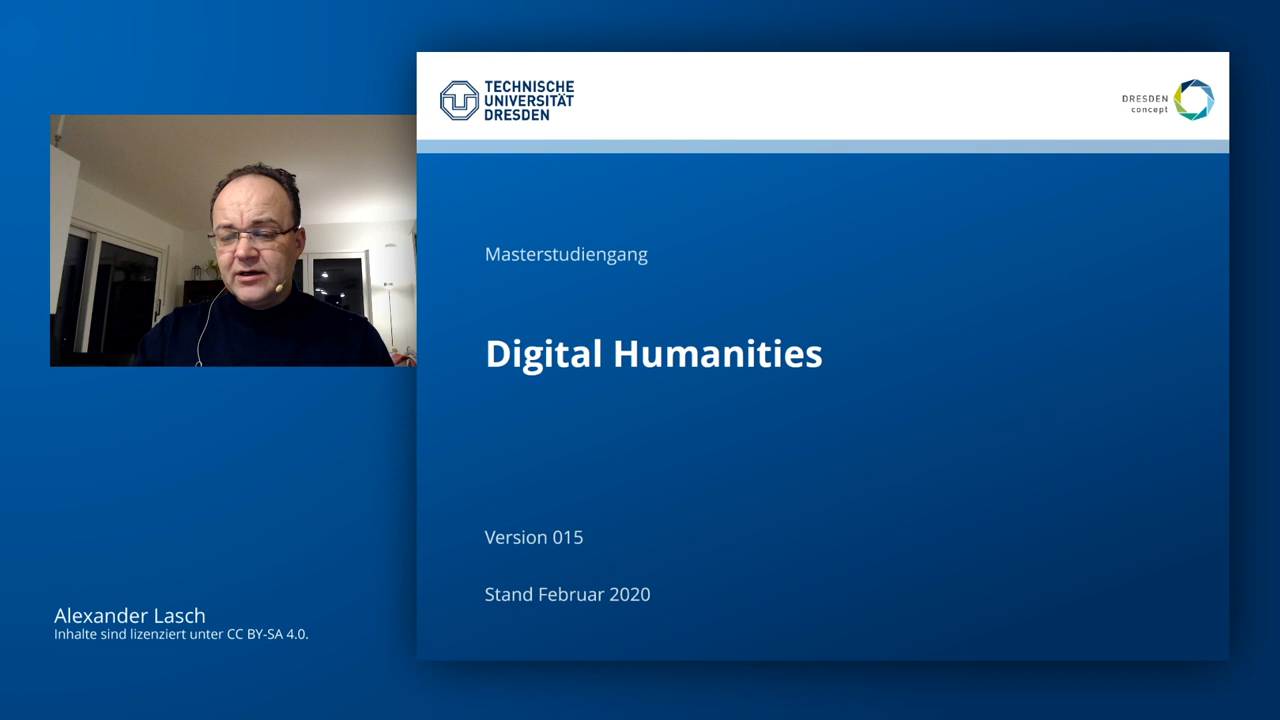 TECHNISCHE
UNIVERSITÄT
DRESDEN
DRESDEN
concept
Masterstudiengang
Digital Humanities
Version 015
Stand Februar 2020
Alexander Lasch
Inhalte sind lizenziert unter CC BY-SA 4.0.